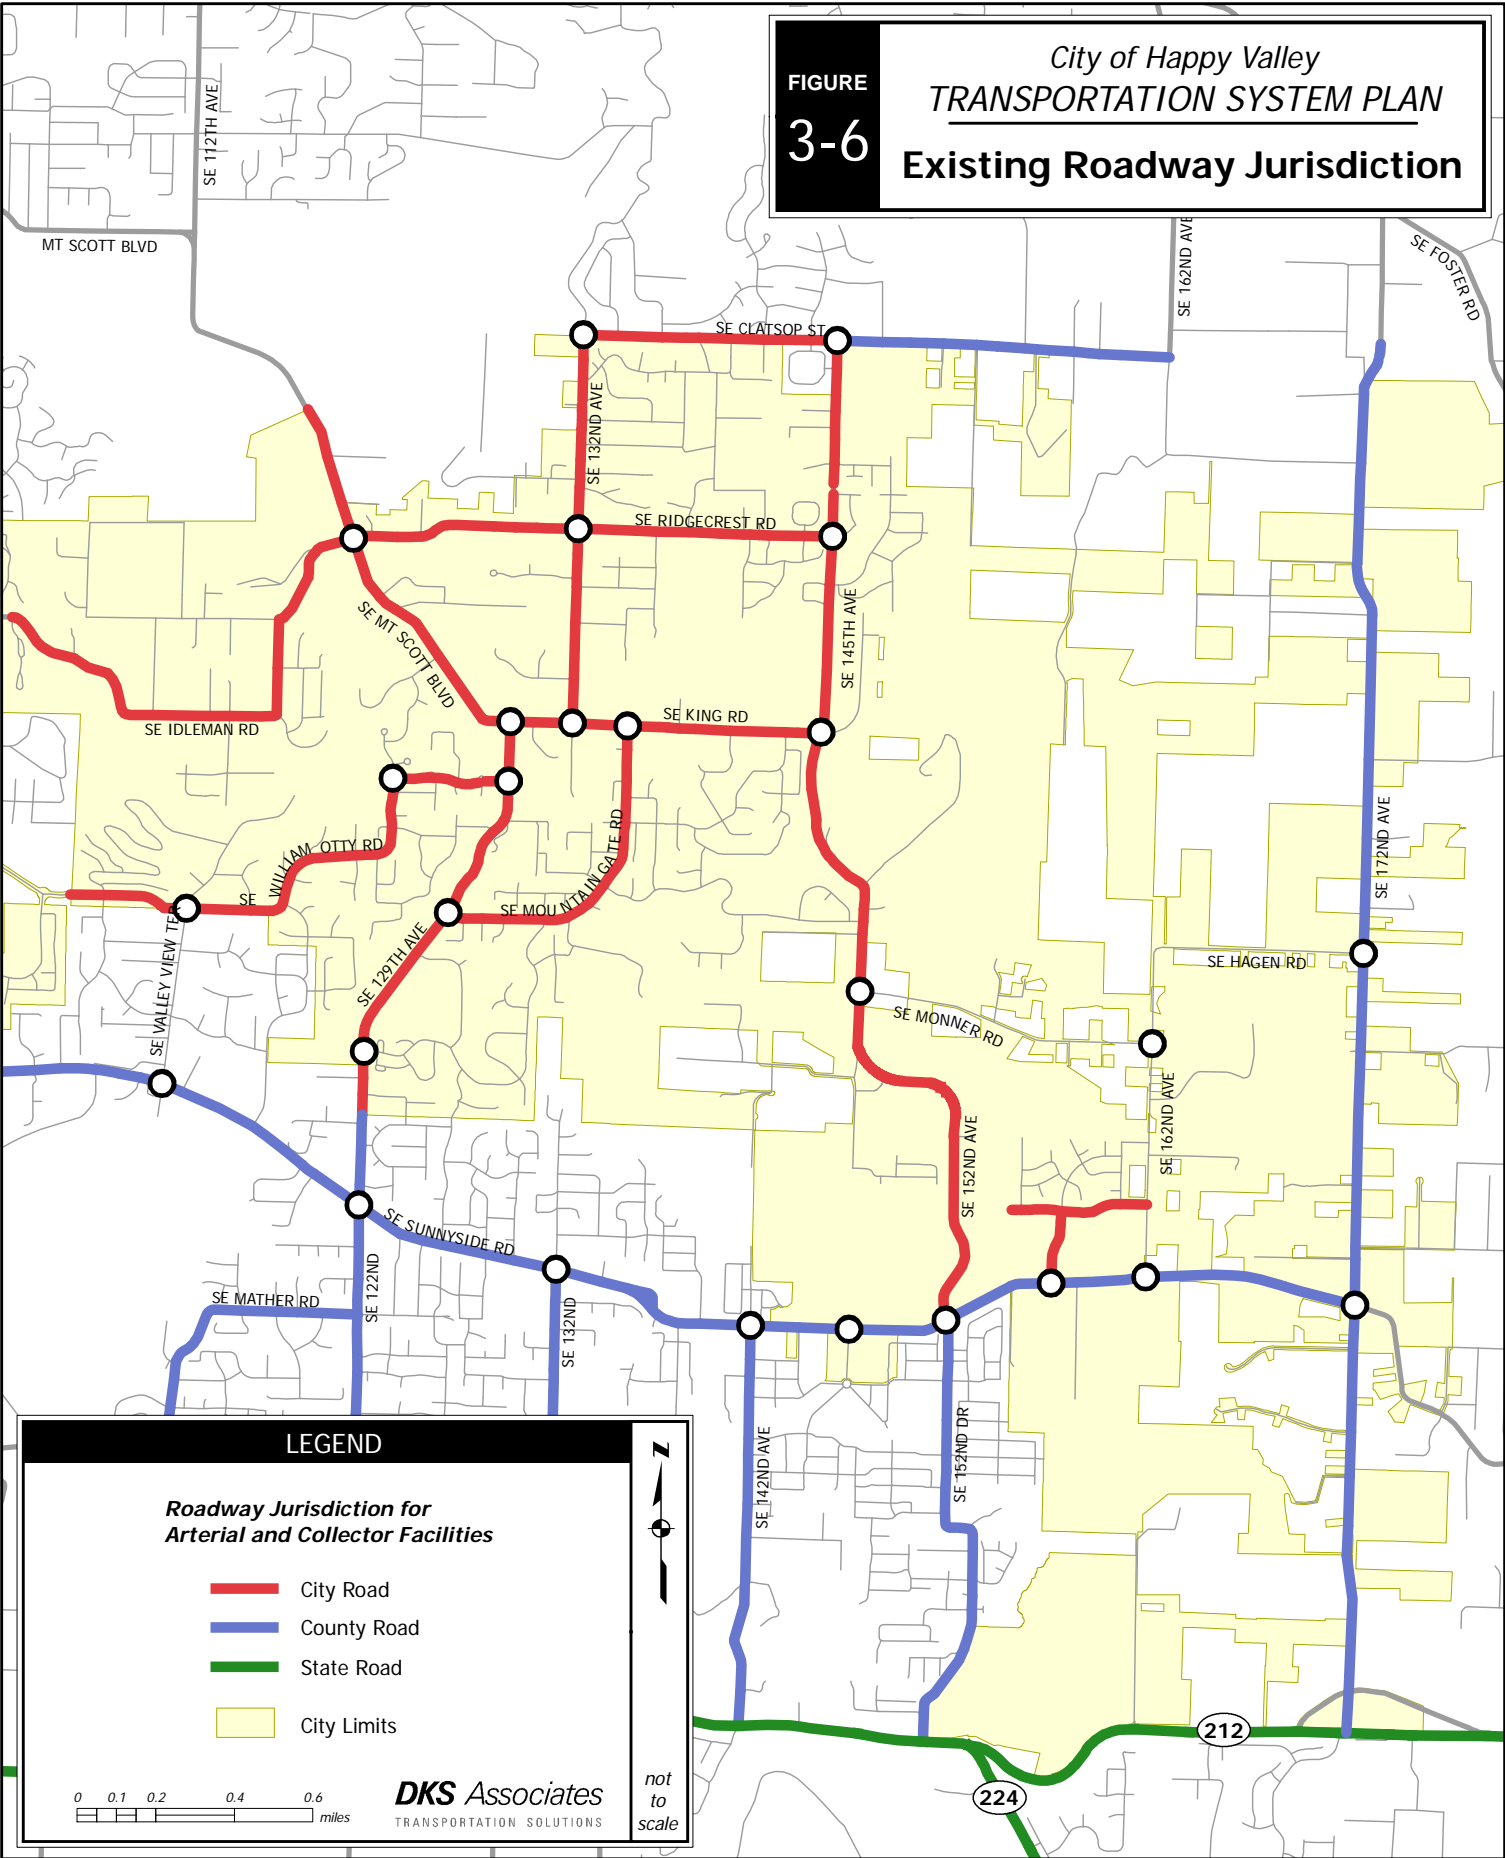 FIGURE
3-6
City of Happy Valley
TRANSPORTATION SYSTEM PLAN
Existing Roadway Jurisdiction
SE 112TH AVE
MT SCOTT BLVD
SE 162ND AVE
SE FOSTER RD
SE CLATSOP ST
SE 132ND AVE
SE RIDGECREST RD
SE MT SCOTT BLVD
SE 145TH AVE
SE KING RD
SE IDLEMAN RD
SE 172ND AVE
SE WILLIAM OTTY RD
SE MOUNTAIN GATE RD
SE 129TH AVE
SE VALLEY VIEW TER
SE HAGEN RD
SE MONNER RD
SE 162ND AVE
SE 152ND AVE
SE SUNNYSIDE RD
SE 122ND
SE MATHER RD
SE 132ND
SE 142ND AVE
SE 152ND DR
212
224
LEGEND
Roadway Jurisdiction for
Arterial and Collector Facilities
City Road
County Road
State Road
City Limits
0 0.1 0.2 0.4 0.6
miles
DKS Associates
TRANSPORTATION SOLUTIONS
N
not
to
scale